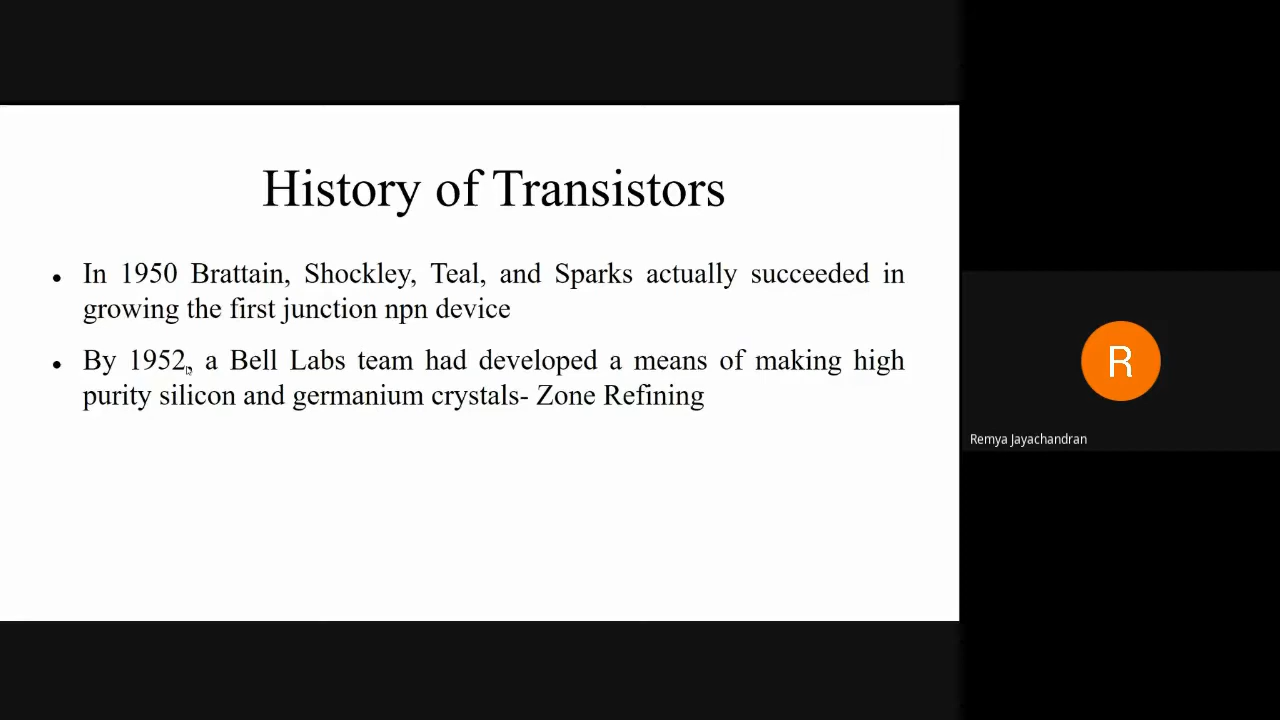 History of Transistors
• In 1950 Brattain, Shockley, Teal, and Sparks actually succeeded in
growing the first junction npn device
• By 1952, a Bell Labs team had developed a means of making high
purity silicon and germanium crystals- Zone Refining
R
Remya Jayachandran